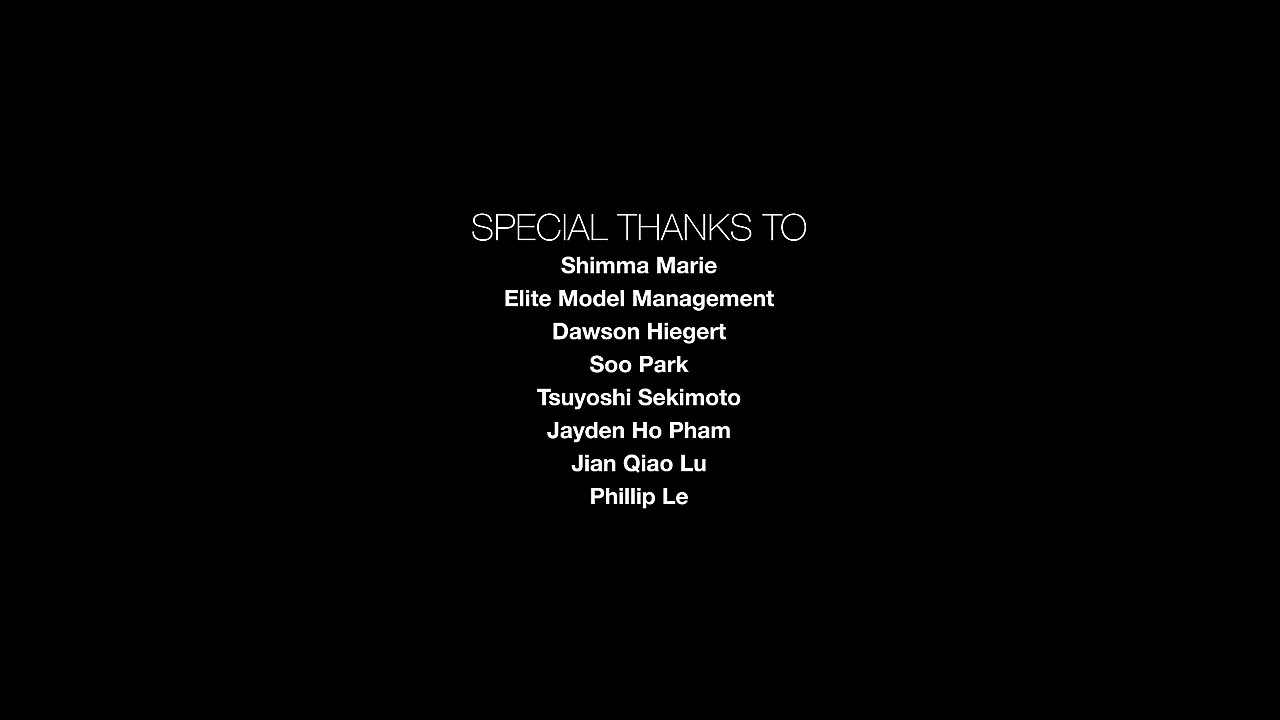 SPECIAL THANKS TO
Shimma Marie
Elite Model Management
Dawson Hiegert
Soo Park
Tsuyoshi Sekimoto
Jayden Ho Pham
Jian Qiao Lu
Phillip Le